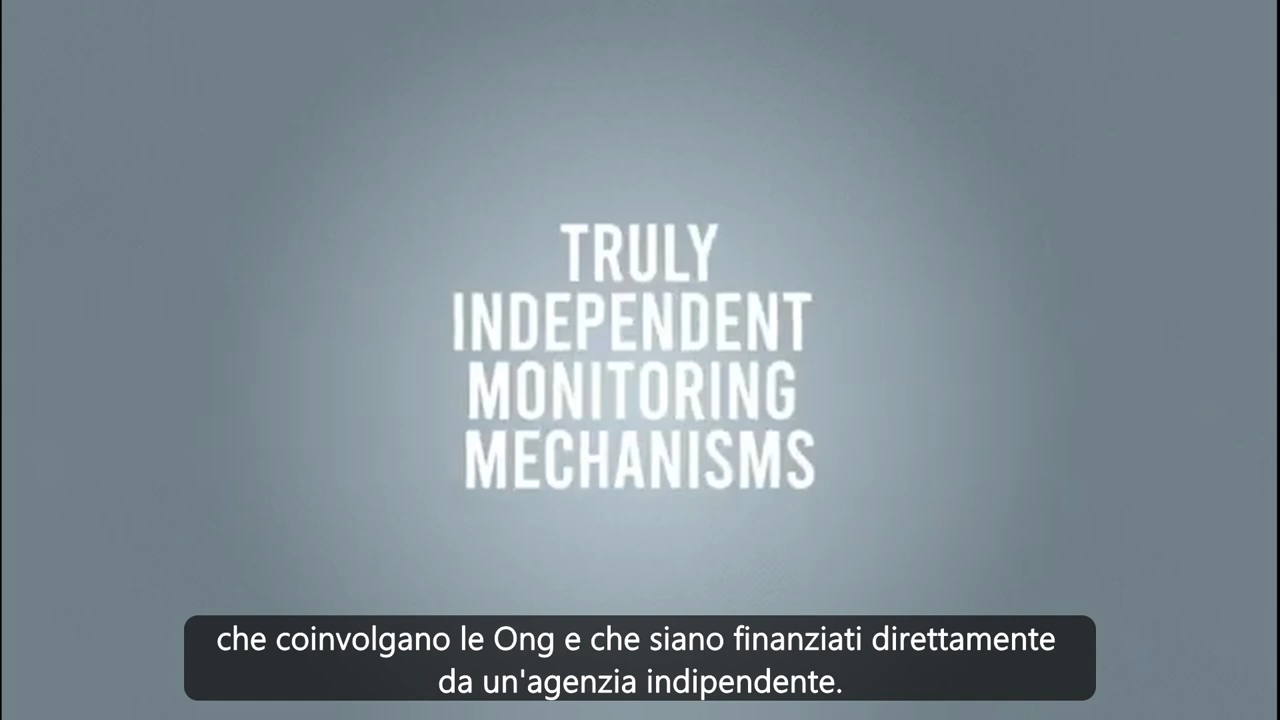 TRULY
INDEPENDENT
MONITORING
MECHANISMS
che coinvolgano le Ong e che siano finanziati direttamente
da un'agenzia indipendente.